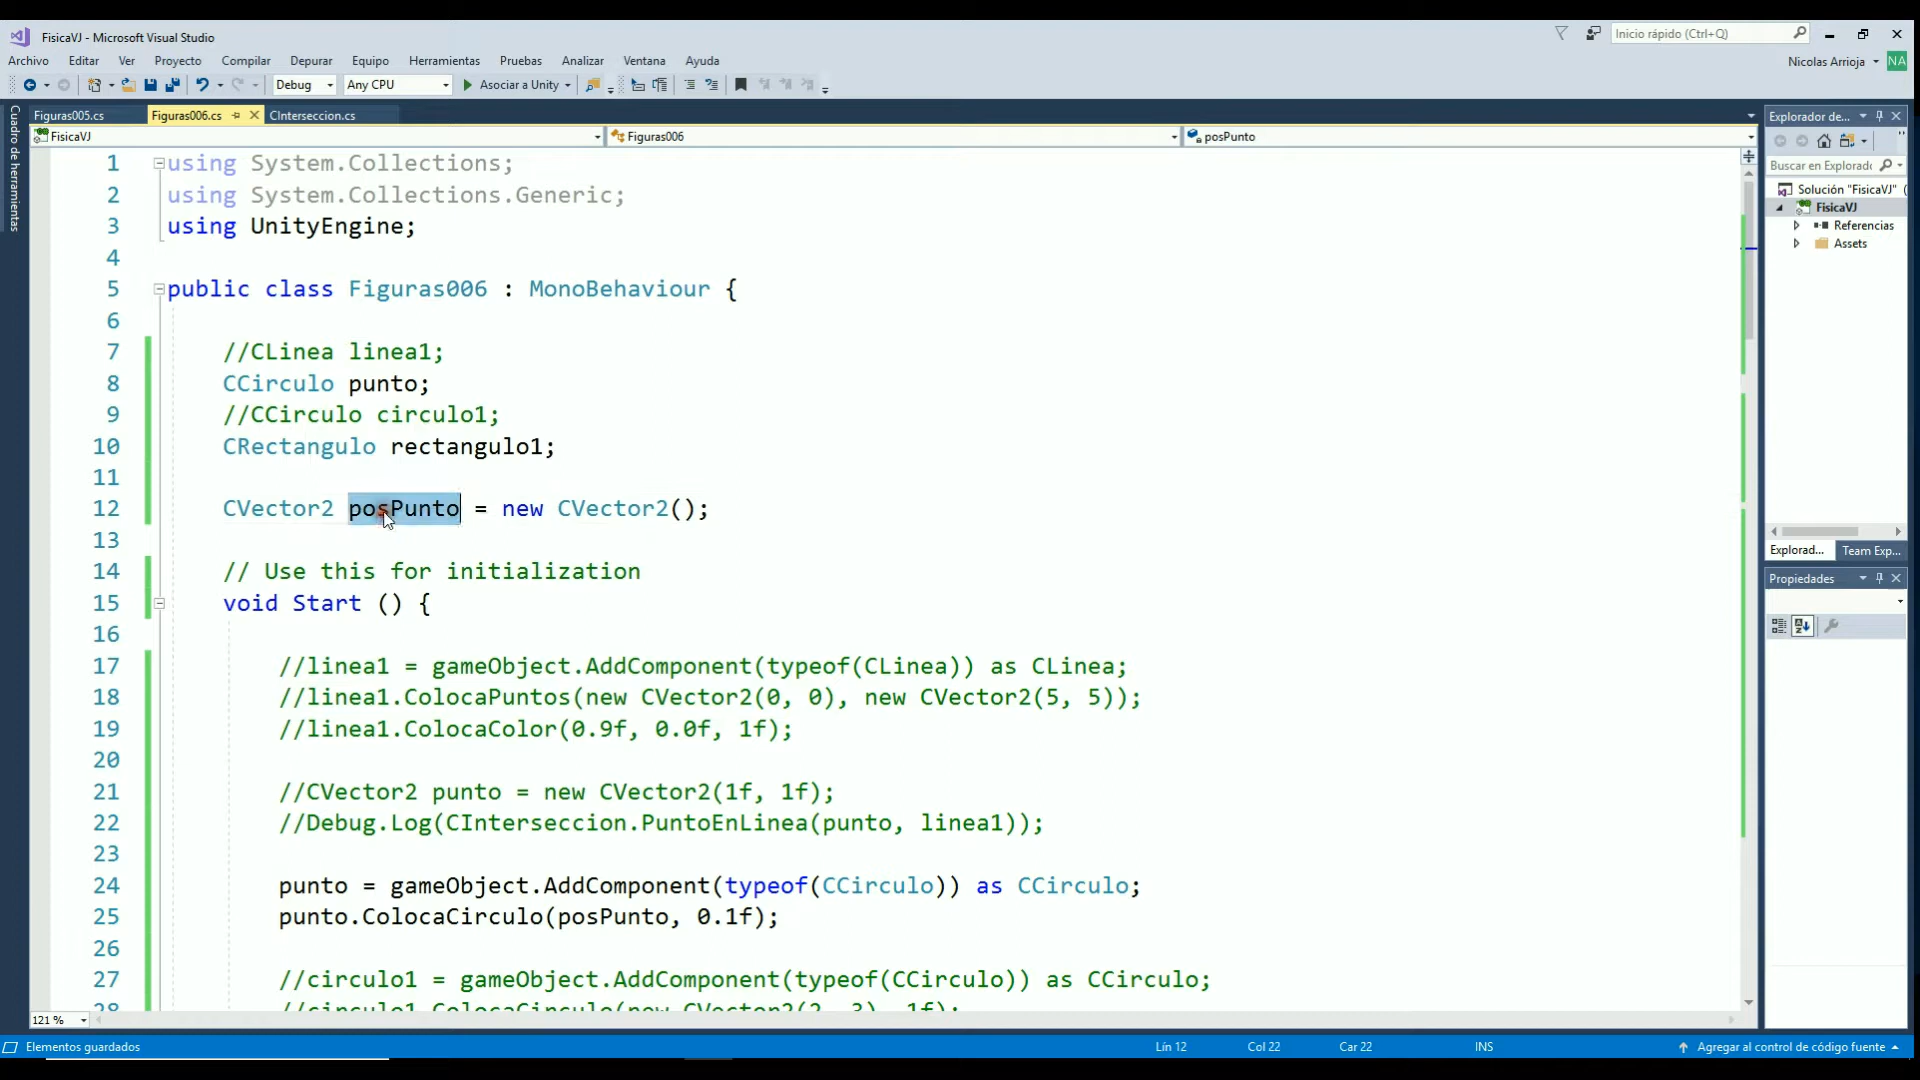 FisicaVJ - Microsoft Visual Studio
Inicio rápido (Ctrl+Q)
Archivo Editar Ver Proyecto Compilar Depurar Equipo Herramientas Pruebas Analizar Ventana Ayuda
Nicolas Arrioja NA
Debug Any CPU Asociar a Unity
Cuadro de herramientas
Figuras005.cs Figuras006.cs CInterseccion.cs
FisicaVJ Figuras006 posPunto
1 using System.Collections;
2 using System.Collections.Generic;
3 using UnityEngine;
4
5 public class Figuras006 : MonoBehaviour {
6
7 //CLinea linea1;
8 CCirculo punto;
9 //CCirculo circulo1;
10 CRectangulo rectangulo1;
11
12 CVector2 posPunto = new CVector2();
13
14 // Use this for initialization
15 void Start () {
16
17 //linea1 = gameObject.AddComponent(typeof(CLinea)) as CLinea;
18 //linea1.ColocaPuntos(new CVector2(0, 0), new CVector2(5, 5));
19 //linea1.ColocaColor(0.9f, 0.0f, 1f);
20
21 //CVector2 punto = new CVector2(1f, 1f);
22 //Debug.Log(CInterseccion.PuntoEnLinea(punto, linea1));
23
24 punto = gameObject.AddComponent(typeof(CCirculo)) as CCirculo;
25 punto.ColocaCirculo(posPunto, 0.1f);
26
27 //circulo1 = gameObject.AddComponent(typeof(CCirculo)) as CCirculo;
28 //circulo1.ColocaCirculo(new CVector2(2, 3), 1f);
121 %
Explorador de...
Buscar en Explorador
Solución "FisicaVJ" (
FisicaVJ
Referencias
Assets
Explorad... Team Exp...
Propiedades
Elementos guardados Lín 12 Col 22 Car 22 INS Agregar al control de código fuente